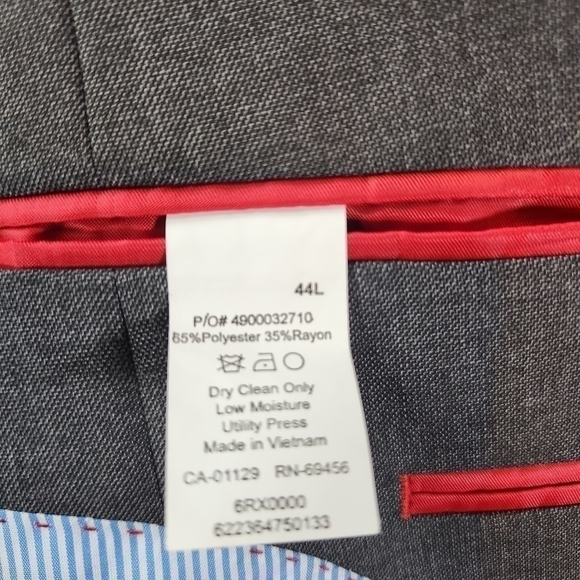 44L
P/O# 4900032710
65%Polyester 35%Rayon
Dry Clean Only
Low Moisture
Utility Press
Made in Vietnam
CA-01129 RN-69456
6RX0000
622364750133